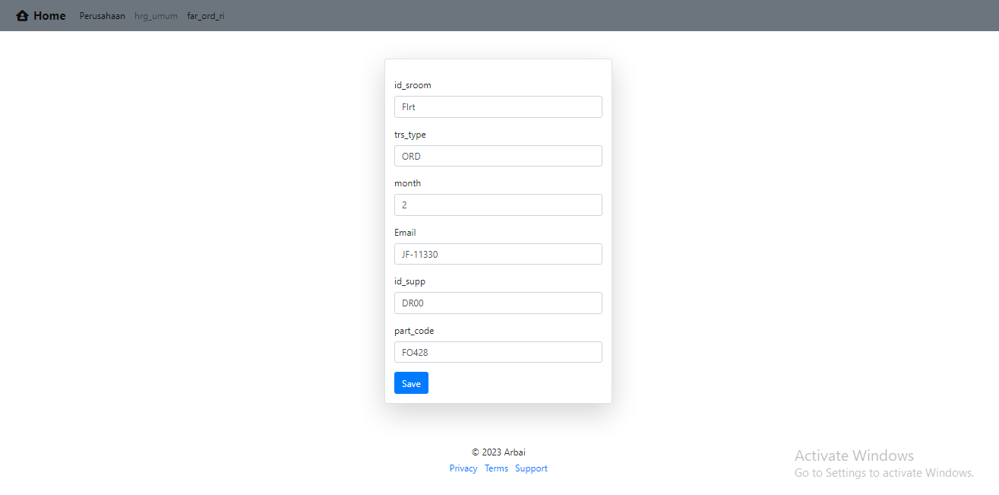 Home Perusahaan hrg_umum far_ord_ri
id_sroom
FIrt
trs_type
ORD
month
2
Email
JF-11330
id_supp
DR00
part_code
FO428
Save
© 2023 Arbai
Privacy Terms Support
Activate Windows
Go to Settings to activate Windows.